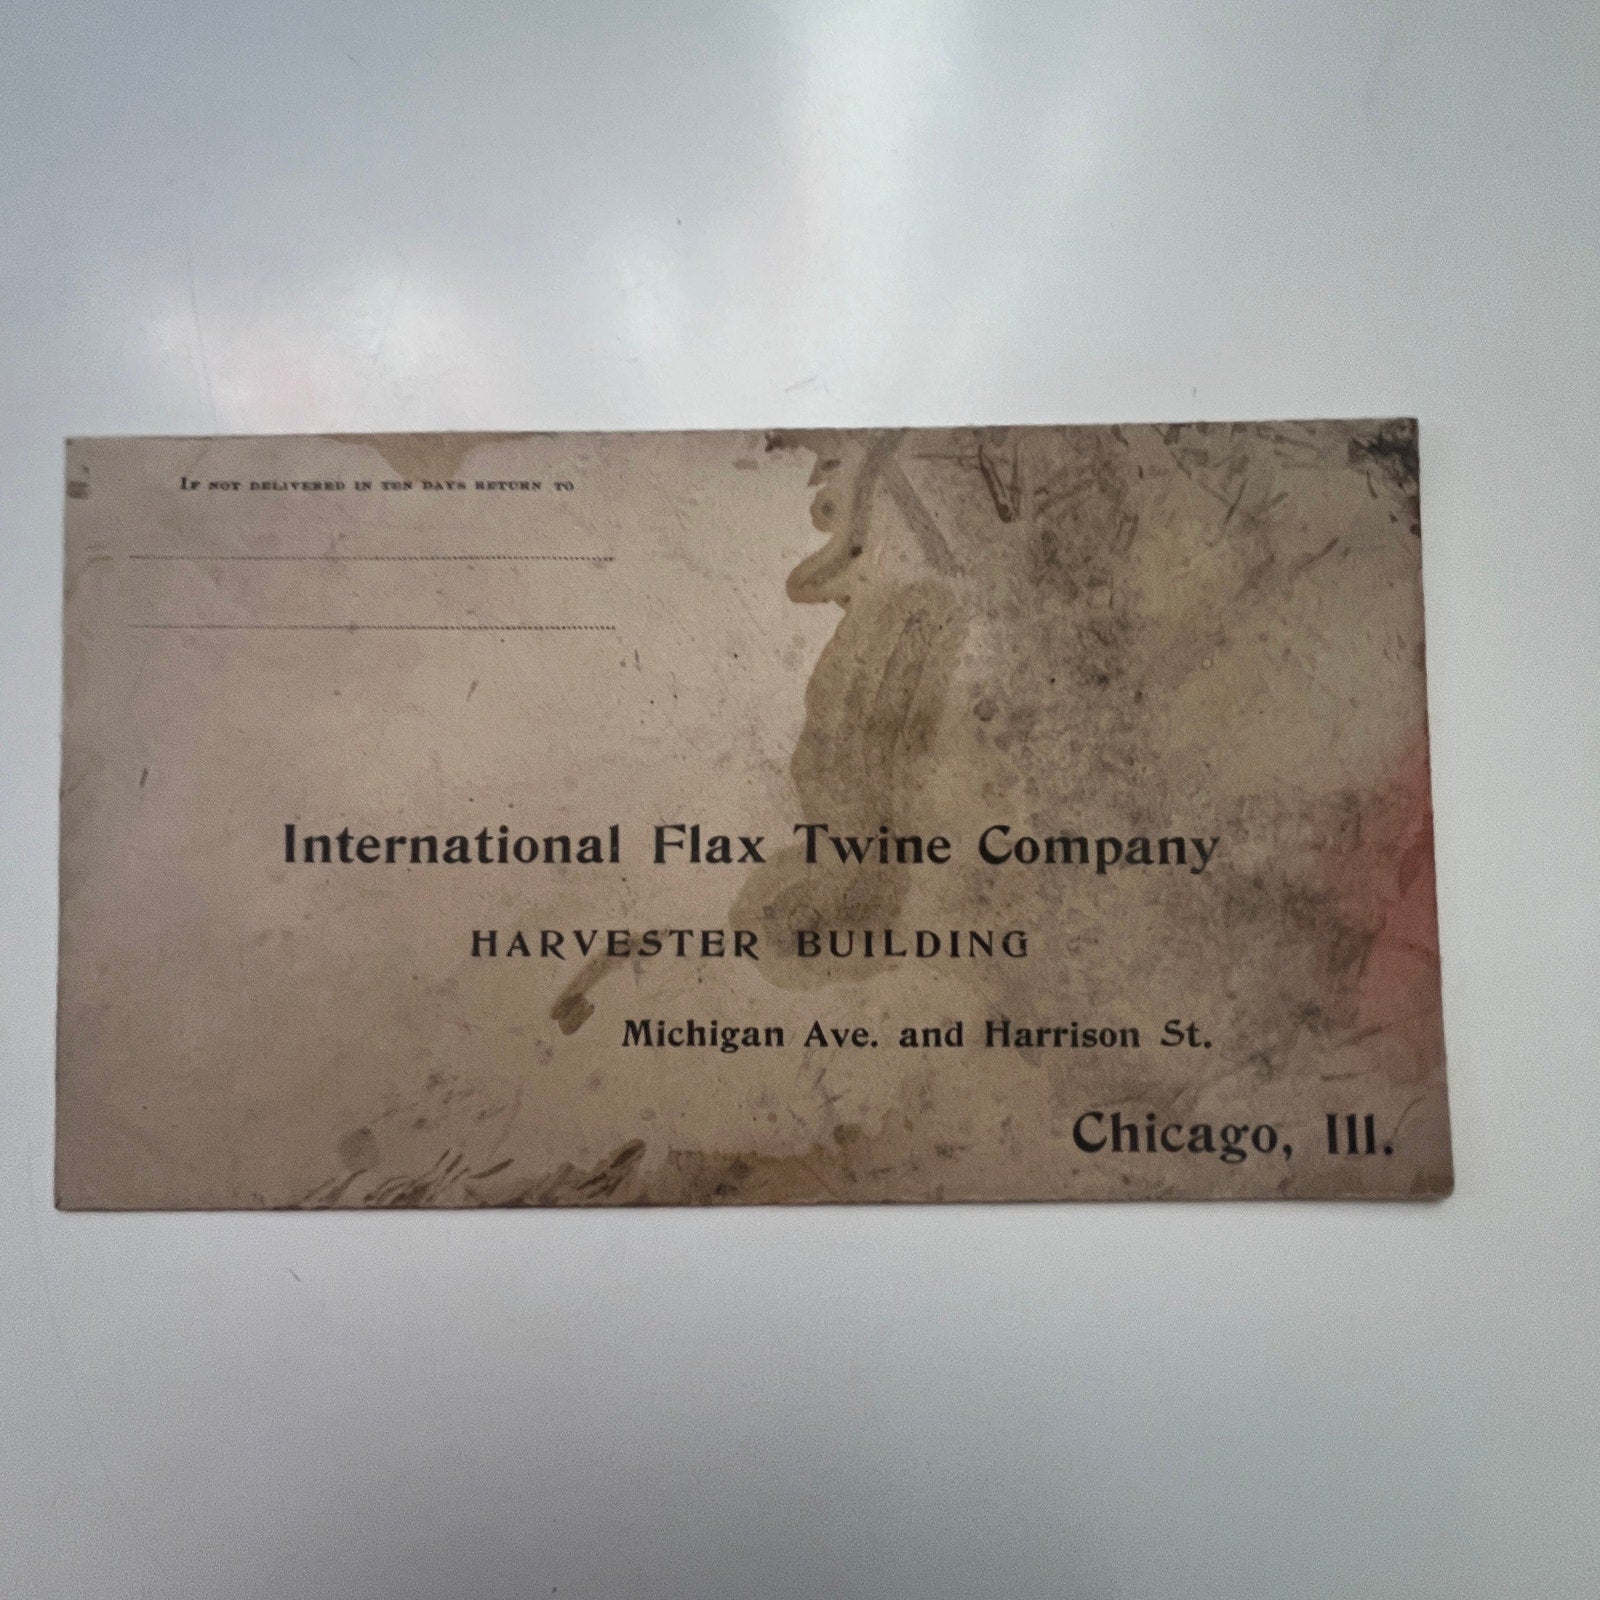 If not delivered in ten days return to
International Flax Twine Company
HARVESTER BUILDING
Michigan Ave. and Harrison St.
Chicago, Ill.